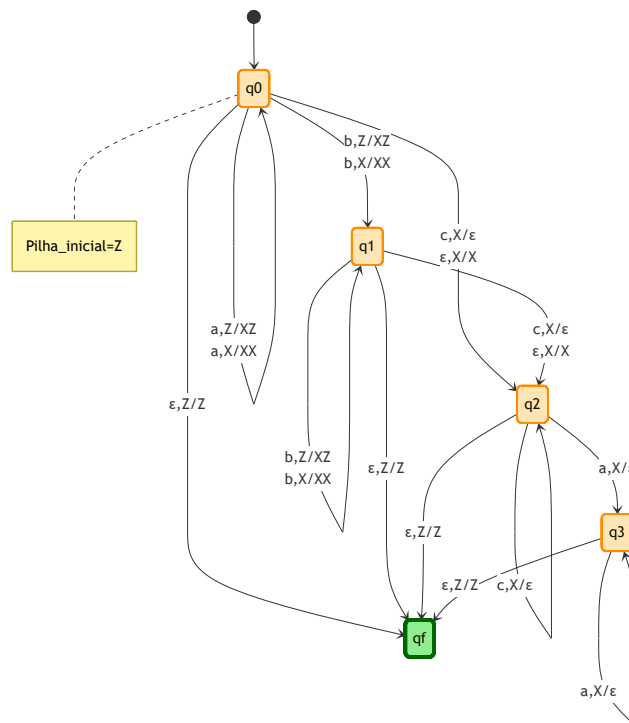 q0
b,Z/XZ
b,X/XX
c,X/ε
ε,X/X
Pilha_inicial=Z
q1
a,Z/XZ
a,X/XX
c,X/ε
ε,X/X
ε,Z/Z
q2
b,Z/XZ
b,X/XX
ε,Z/Z
a,X/ε
ε,Z/Z
q3
ε,Z/Z
c,X/ε
qf
a,X/ε